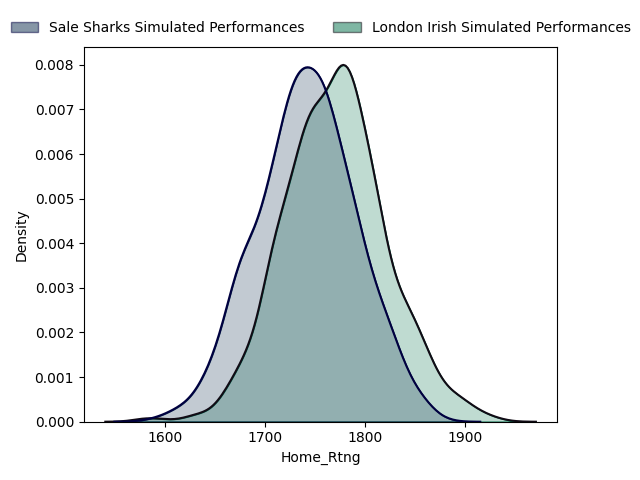 Sale Sharks Simulated Performances London Irish Simulated Performances
0.008
0.007
0.006
0.005
0.004
0.003
0.002
0.001
0.000
Density
1600 1700 1800 1900
Home_Rtng